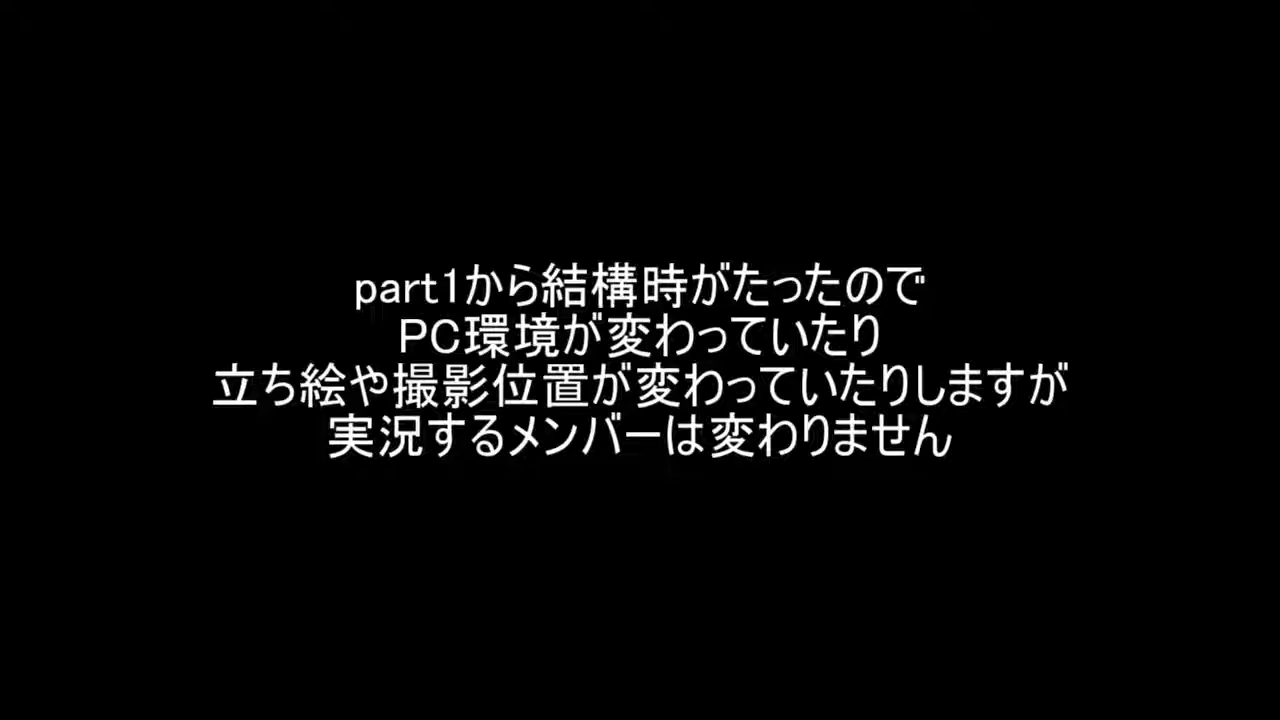 part1から結構時がたったので
PC環境が変わっていたり
立ち絵や撮影位置が変わっていたりしますが
実況するメンバーは変わりません